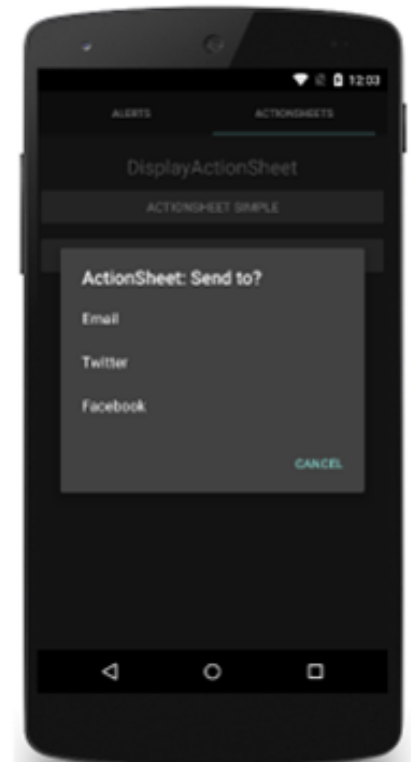 12:03
ALERTS
ACTIONSHEETS
DisplayActionSheet
ACTIONSHEET SIMPLE
ActionSheet: Send to?
Email
Twitter
Facebook
CANCEL